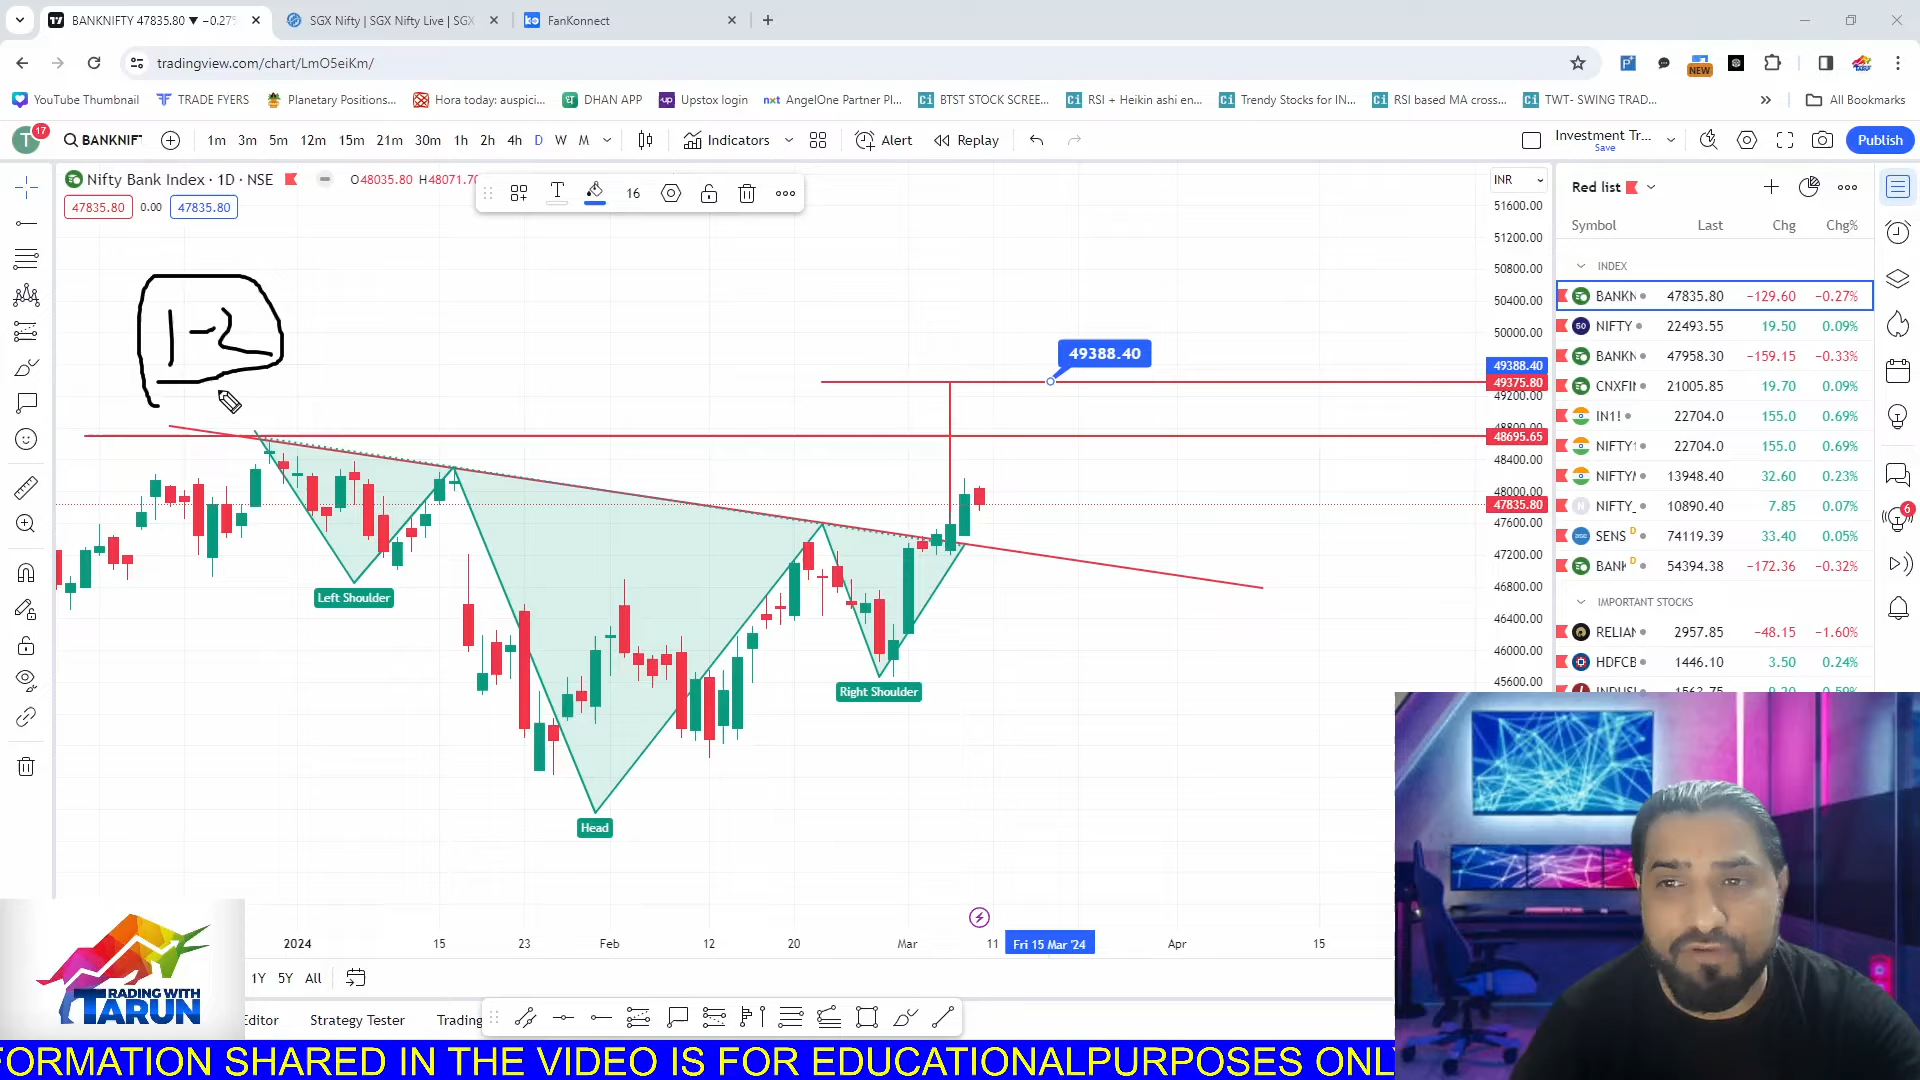 BANKNIFTY 47835.80 ▼ −0.27%
SGX Nifty | SGX Nifty Live | SGX
FanKonnect
tradingview.com/chart/LmO5eiKm/
NEW
YouTube Thumbnail
TRADE FYERS
Planetary Positions...
Hora today: auspici...
DHAN APP
Upstox login
nxt AngelOne Partner Pl...
BTST STOCK SCREE...
RSI + Heikin ashi en...
Trendy Stocks for IN...
RSI based MA cross...
TWT- SWING TRAD...
All Bookmarks
T 17
BANKNIF
1m 3m 5m 12m 15m 21m 30m 1h 2h 4h D W M
Indicators
Alert
Replay
Investment Tr...
Save
Publish
Nifty Bank Index · 1D · NSE
O48035.80 H48071.70
47835.80 0.00 47835.80
T 16
INR
51600.00
51200.00
50800.00
50400.00
50000.00
49388.40
49375.80
49200.00
48800.00
48695.65
48400.00
48000.00
47835.80
47600.00
47200.00
46800.00
46400.00
46000.00
45600.00
1-2
49388.40
Left Shoulder
Head
Right Shoulder
2024 15 23 Feb 12 20 Mar 11 Fri 15 Mar '24 Apr 15
1Y 5Y All
Editor
Strategy Tester
Trading
Red list
Symbol Last Chg Chg%
INDEX
BANKN 47835.80 −129.60 −0.27%
NIFTY 22493.55 19.50 0.09%
BANKN 47958.30 −159.15 −0.33%
CNXFIN 21005.85 19.70 0.09%
IN1! 22704.0 155.0 0.69%
NIFTY1 22704.0 155.0 0.69%
NIFTYM 13948.40 32.60 0.23%
NIFTY_ 10890.40 7.85 0.07%
SENS D 74119.39 33.40 0.05%
BANK D 54394.38 −172.36 −0.32%
IMPORTANT STOCKS
RELIAN 2957.85 −48.15 −1.60%
HDFCB 1446.10 3.50 0.24%
6
TRADING WITH
TARUN
FORMATION SHARED IN THE VIDEO IS FOR EDUCATIONALPURPOSES ONL